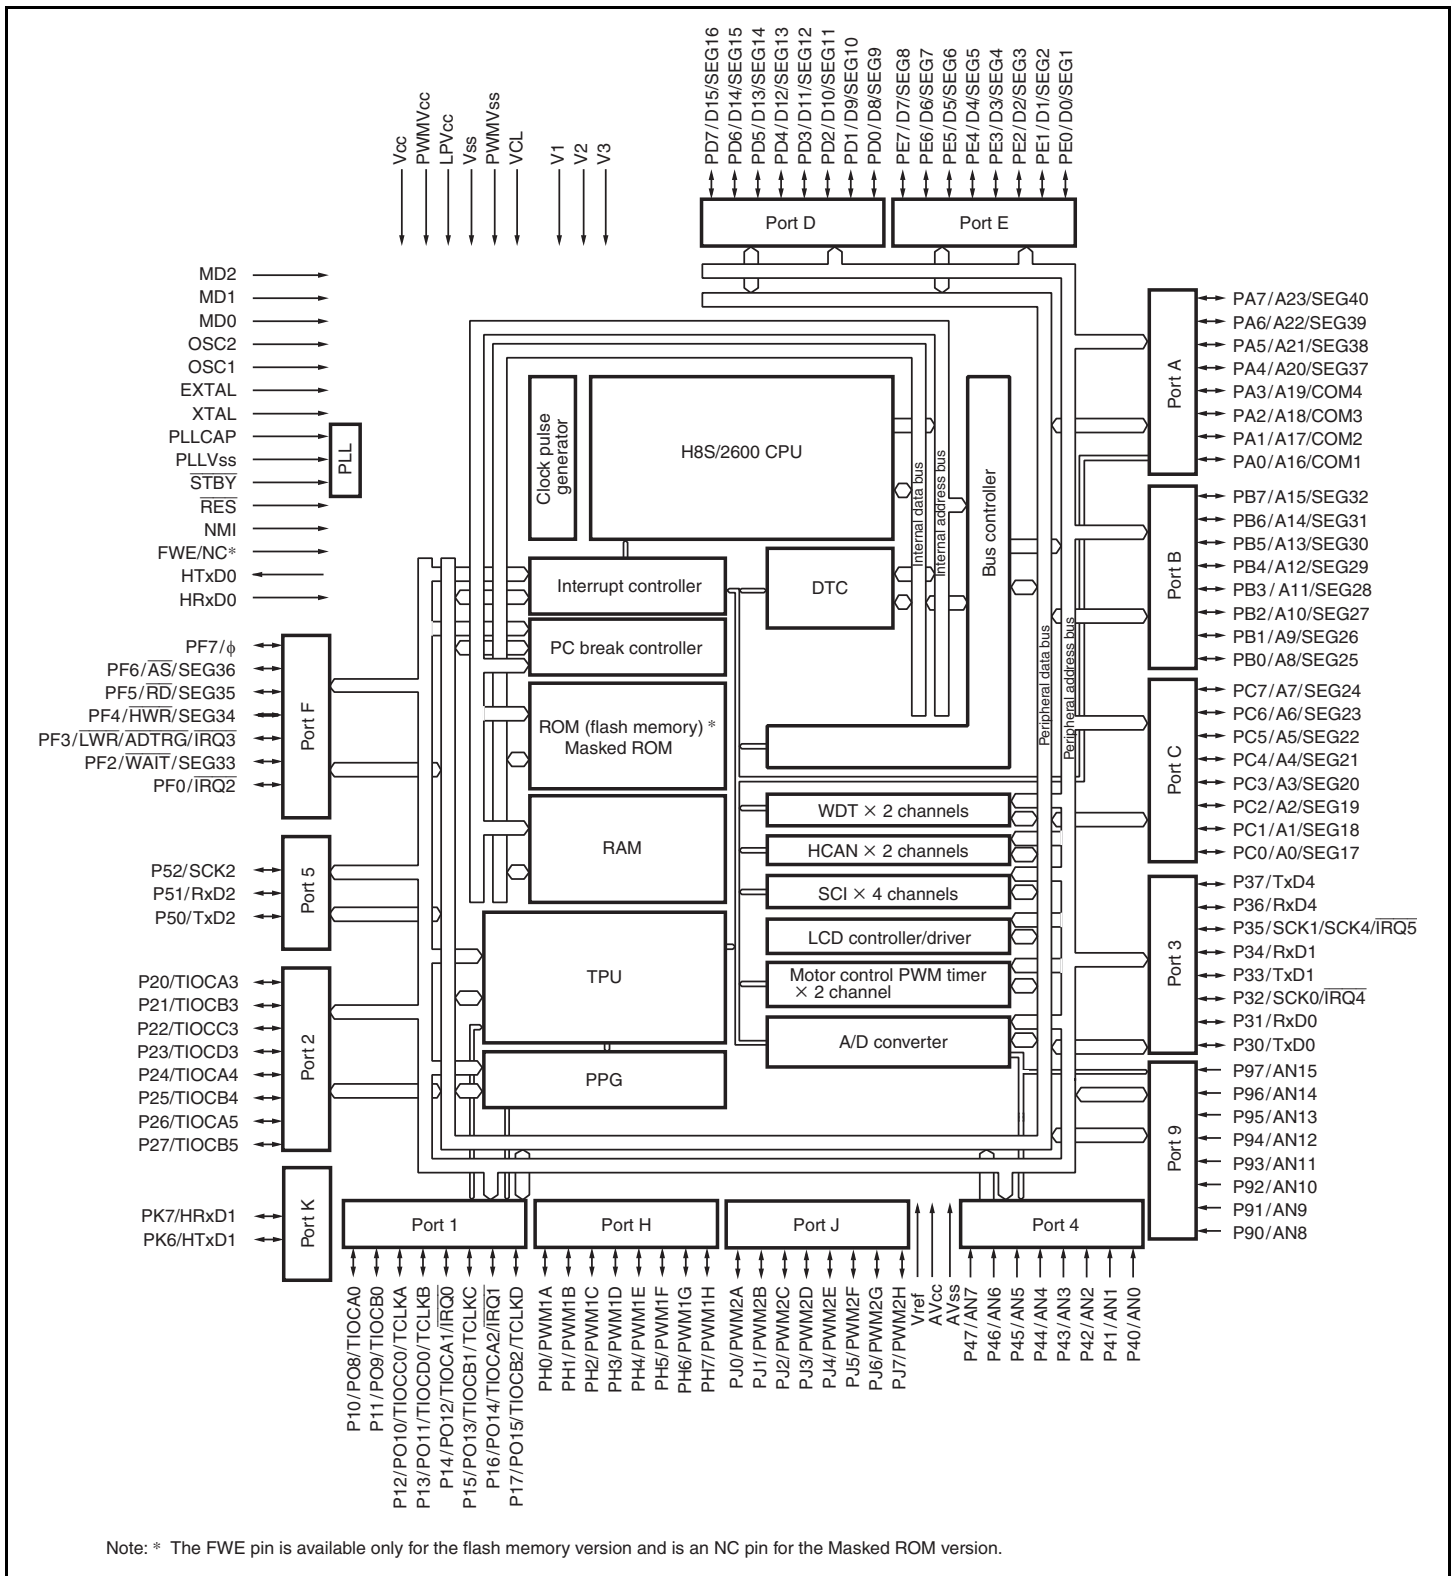 PD7/D15/SEG16
PD6/D14/SEG15
PD5/D13/SEG14
PD4/D12/SEG13
PD3/D11/SEG12
PD2/D10/SEG11
PD1/D9/SEG10
PD0/D8/SEG9
PE7/D7/SEG8
PE6/D6/SEG7
PE5/D5/SEG6
PE4/D4/SEG5
PE3/D3/SEG4
PE2/D2/SEG3
PE1/D1/SEG2
PE0/D0/SEG1
Vcc
PWMVcc
LPVcc
Vss
PWMVss
VCL
V1
V2
V3
Port D
Port E
MD2
MD1
MD0
OSC2
OSC1
EXTAL
XTAL
PLLCAP
PLLVss
STBY
RES
NMI
FWE/NC*
HTxD0
HRxD0
PLL
Clock pulse
generator
H8S/2600 CPU
Internal data bus
Internal address bus
Bus controller
Interrupt controller
DTC
PC break controller
ROM (flash memory) *
Masked ROM
RAM
TPU
PPG
WDT × 2 channels
HCAN × 2 channels
SCI × 4 channels
LCD controller/driver
Motor control PWM timer
× 2 channel
A/D converter
Peripheral data bus
Peripheral address bus
Port A
PA7/A23/SEG40
PA6/A22/SEG39
PA5/A21/SEG38
PA4/A20/SEG37
PA3/A19/COM4
PA2/A18/COM3
PA1/A17/COM2
PA0/A16/COM1
Port B
PB7/A15/SEG32
PB6/A14/SEG31
PB5/A13/SEG30
PB4/A12/SEG29
PB3/A11/SEG28
PB2/A10/SEG27
PB1/A9/SEG26
PB0/A8/SEG25
Port C
PC7/A7/SEG24
PC6/A6/SEG23
PC5/A5/SEG22
PC4/A4/SEG21
PC3/A3/SEG20
PC2/A2/SEG19
PC1/A1/SEG18
PC0/A0/SEG17
Port 3
P37/TxD4
P36/RxD4
P35/SCK1/SCK4/IRQ5
P34/RxD1
P33/TxD1
P32/SCK0/IRQ4
P31/RxD0
P30/TxD0
Port 9
P97/AN15
P96/AN14
P95/AN13
P94/AN12
P93/AN11
P92/AN10
P91/AN9
P90/AN8
PF7/ϕ
PF6/AS/SEG36
PF5/RD/SEG35
PF4/HWR/SEG34
PF3/LWR/ADTRG/IRQ3
PF2/WAIT/SEG33
PF0/IRQ2
Port F
P52/SCK2
P51/RxD2
P50/TxD2
Port 5
P20/TIOCA3
P21/TIOCB3
P22/TIOCC3
P23/TIOCD3
P24/TIOCA4
P25/TIOCB4
P26/TIOCA5
P27/TIOCB5
Port 2
PK7/HRxD1
PK6/HTxD1
Port K
Port 1
Port H
Port J
Port 4
P10/PO8/TIOCA0
P11/PO9/TIOCB0
P12/PO10/TIOCC0/TCLKA
P13/PO11/TIOCD0/TCLKB
P14/PO12/TIOCA1/IRQ0
P15/PO13/TIOCB1/TCLKC
P16/PO14/TIOCA2/IRQ1
P17/PO15/TIOCB2/TCLKD
PH0/PWM1A
PH1/PWM1B
PH2/PWM1C
PH3/PWM1D
PH4/PWM1E
PH5/PWM1F
PH6/PWM1G
PH7/PWM1H
PJ0/PWM2A
PJ1/PWM2B
PJ2/PWM2C
PJ3/PWM2D
PJ4/PWM2E
PJ5/PWM2F
PJ6/PWM2G
PJ7/PWM2H
Vref
AVcc
AVss
P47/AN7
P46/AN6
P45/AN5
P44/AN4
P43/AN3
P42/AN2
P41/AN1
P40/AN0
Note: * The FWE pin is available only for the flash memory version and is an NC pin for the Masked ROM version.